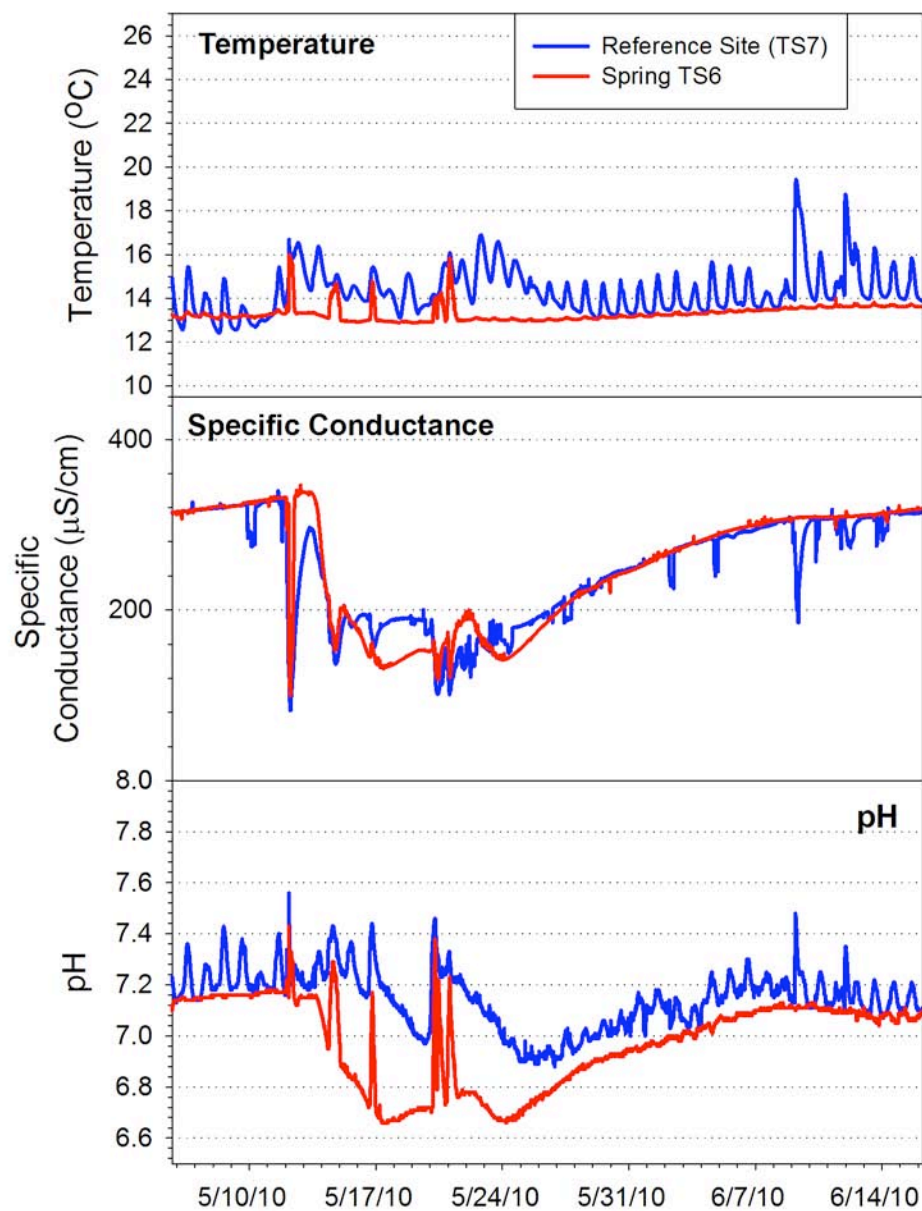 Temperature
Reference Site (TS7)
Spring TS6
Temperature (°C)
26
24
22
20
18
16
14
12
10
Specific Conductance
Specific
Conductance (µS/cm)
400
200
pH
pH
8.0
7.8
7.6
7.4
7.2
7.0
6.8
6.6
5/10/10
5/17/10
5/24/10
5/31/10
6/7/10
6/14/10